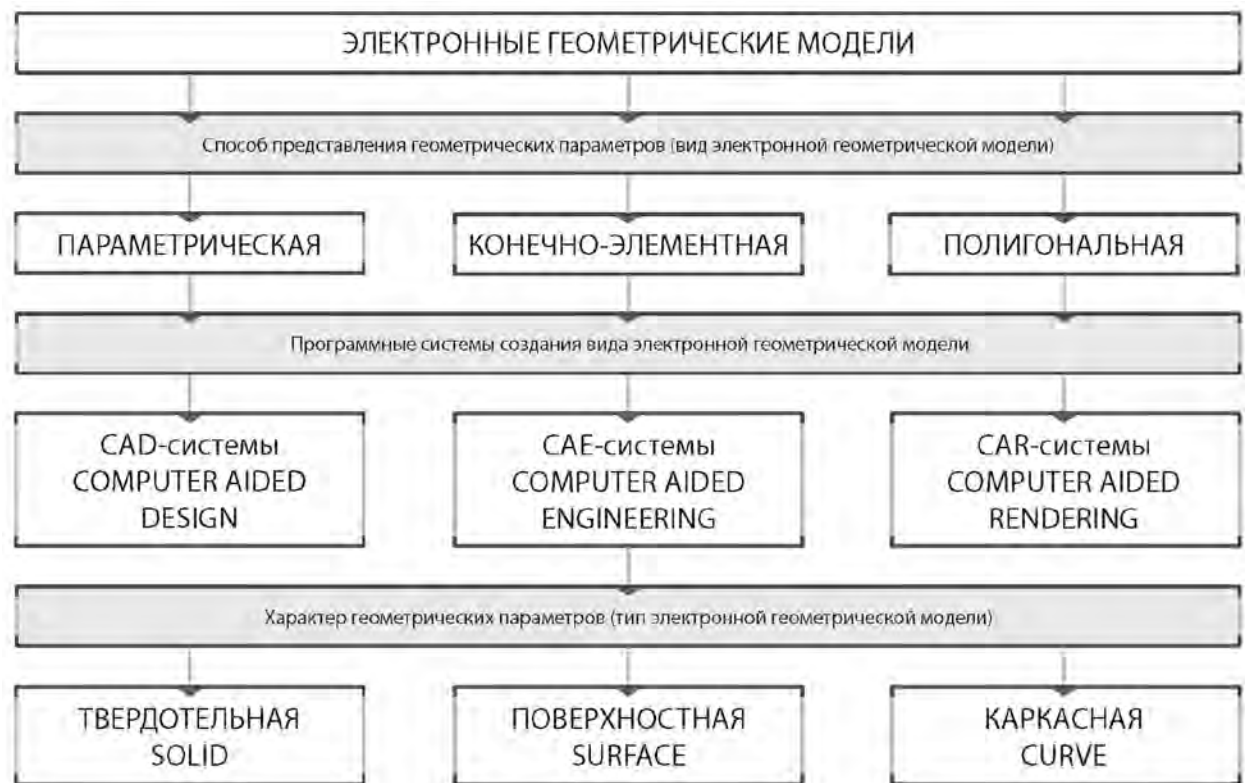 ЭЛЕКТРОННЫЕ ГЕОМЕТРИЧЕСКИЕ МОДЕЛИ
Способ представления геометрических параметров (вид электронной геометрической модели)
ПАРАМЕТРИЧЕСКАЯ
КОНЕЧНО-ЭЛЕМЕНТНАЯ
ПОЛИГОНАЛЬНАЯ
Программные системы создания вида электронной геометрической модели
CAD-системы
COMPUTER AIDED
DESIGN
CAE-системы
COMPUTER AIDED
ENGINEERING
CAR-системы
COMPUTER AIDED
RENDERING
Характер геометрических параметров (тип электронной геометрической модели)
ТВЕРДОТЕЛЬНАЯ
SOLID
ПОВЕРХНОСТНАЯ
SURFACE
КАРКАСНАЯ
CURVE